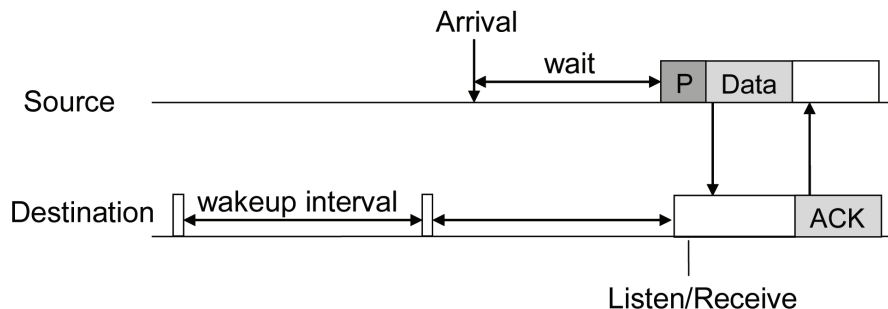 Arrival
wait
P
Data
Source
wakeup interval
Destination
ACK
Listen/Receive